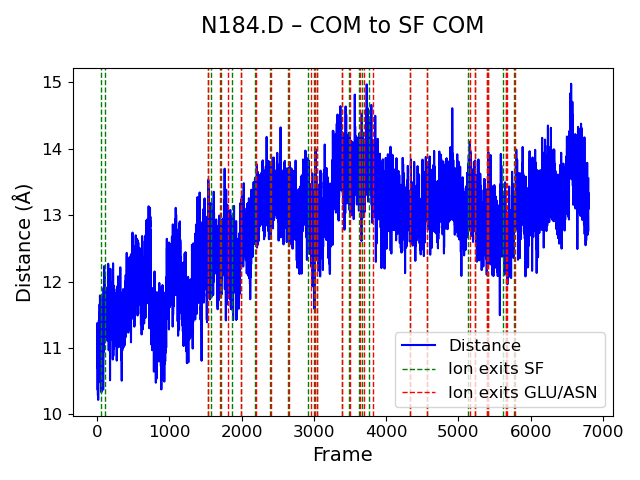 N184.D – COM to SF COM
Distance (Å)
15
14
13
12
11
10
Distance
Ion exits SF
Ion exits GLU/ASN
0
1000
2000
3000
4000
5000
6000
7000
Frame